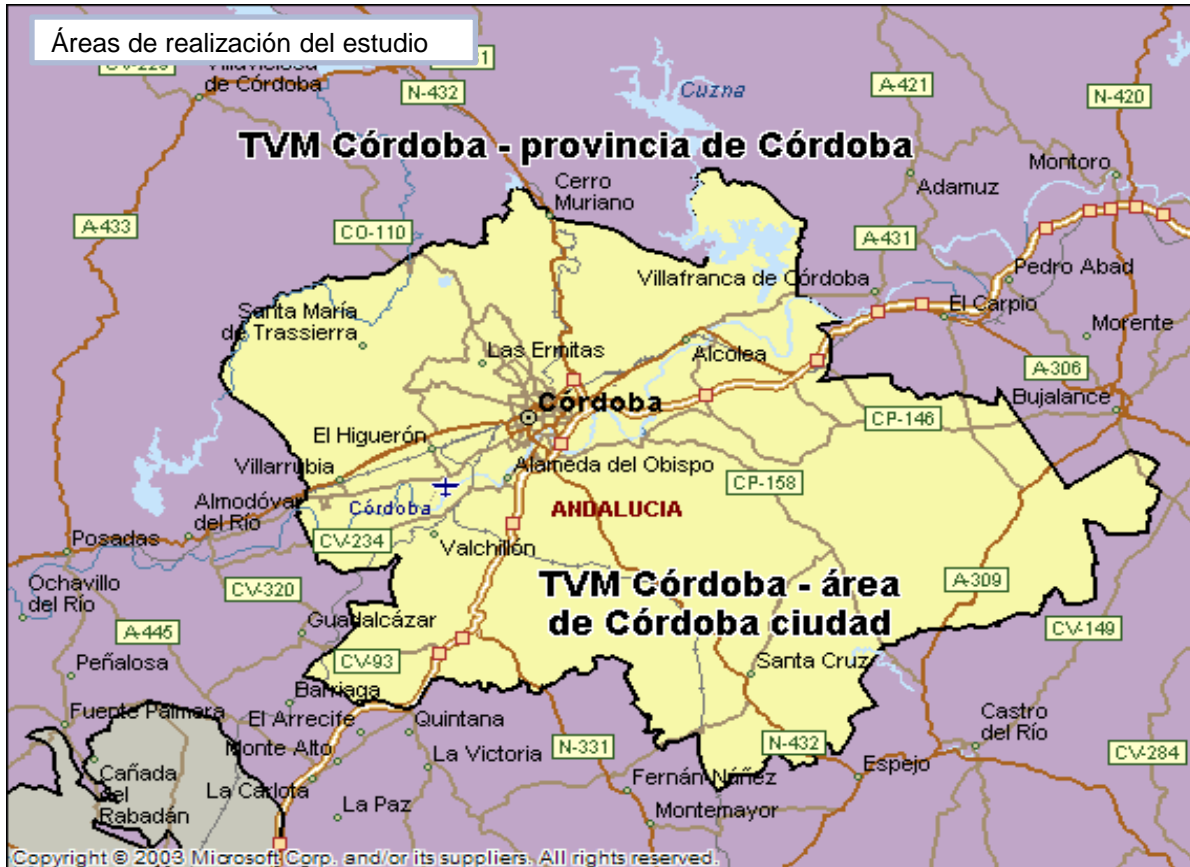 Áreas de realización del estudio
Villaviciosa
de Córdoba
N-432
Cuzna
A-421
N-420
TVM Córdoba - provincia de Córdoba
Montoro
Cerro
Muriano
Adamuz
A-433
CO-110
A-431
Villafranca de Córdoba
Pedro Abad
El Carpio
Santa María
de Trassierra
Morente
Las Ermitas
Alcolea
A-306
Bujalance
Córdoba
CP-146
El Higuerón
Villarrubia
Alameda del Obispo
CP-158
Almodóvar
del Río
Córdoba
ANDALUCIA
Posadas
CV-234
Valchillón
Ochavillo
del Río
CV-320
TVM Córdoba - área
de Córdoba ciudad
A-309
A-445
Guadalcázar
CV-149
Peñalosa
CV-93
Santa Cruz
Barriaga
Fuente Palmera
El Arrecife
Quintana
Castro
del Río
Monte Alto
La Victoria
N-331
N-432
CV-284
Espejo
Cañada
del
Rabadán
La Carlota
Fernán Núñez
La Paz
Montemayor
Copyright © 2003 Microsoft Corp. and/or its suppliers. All rights reserved.